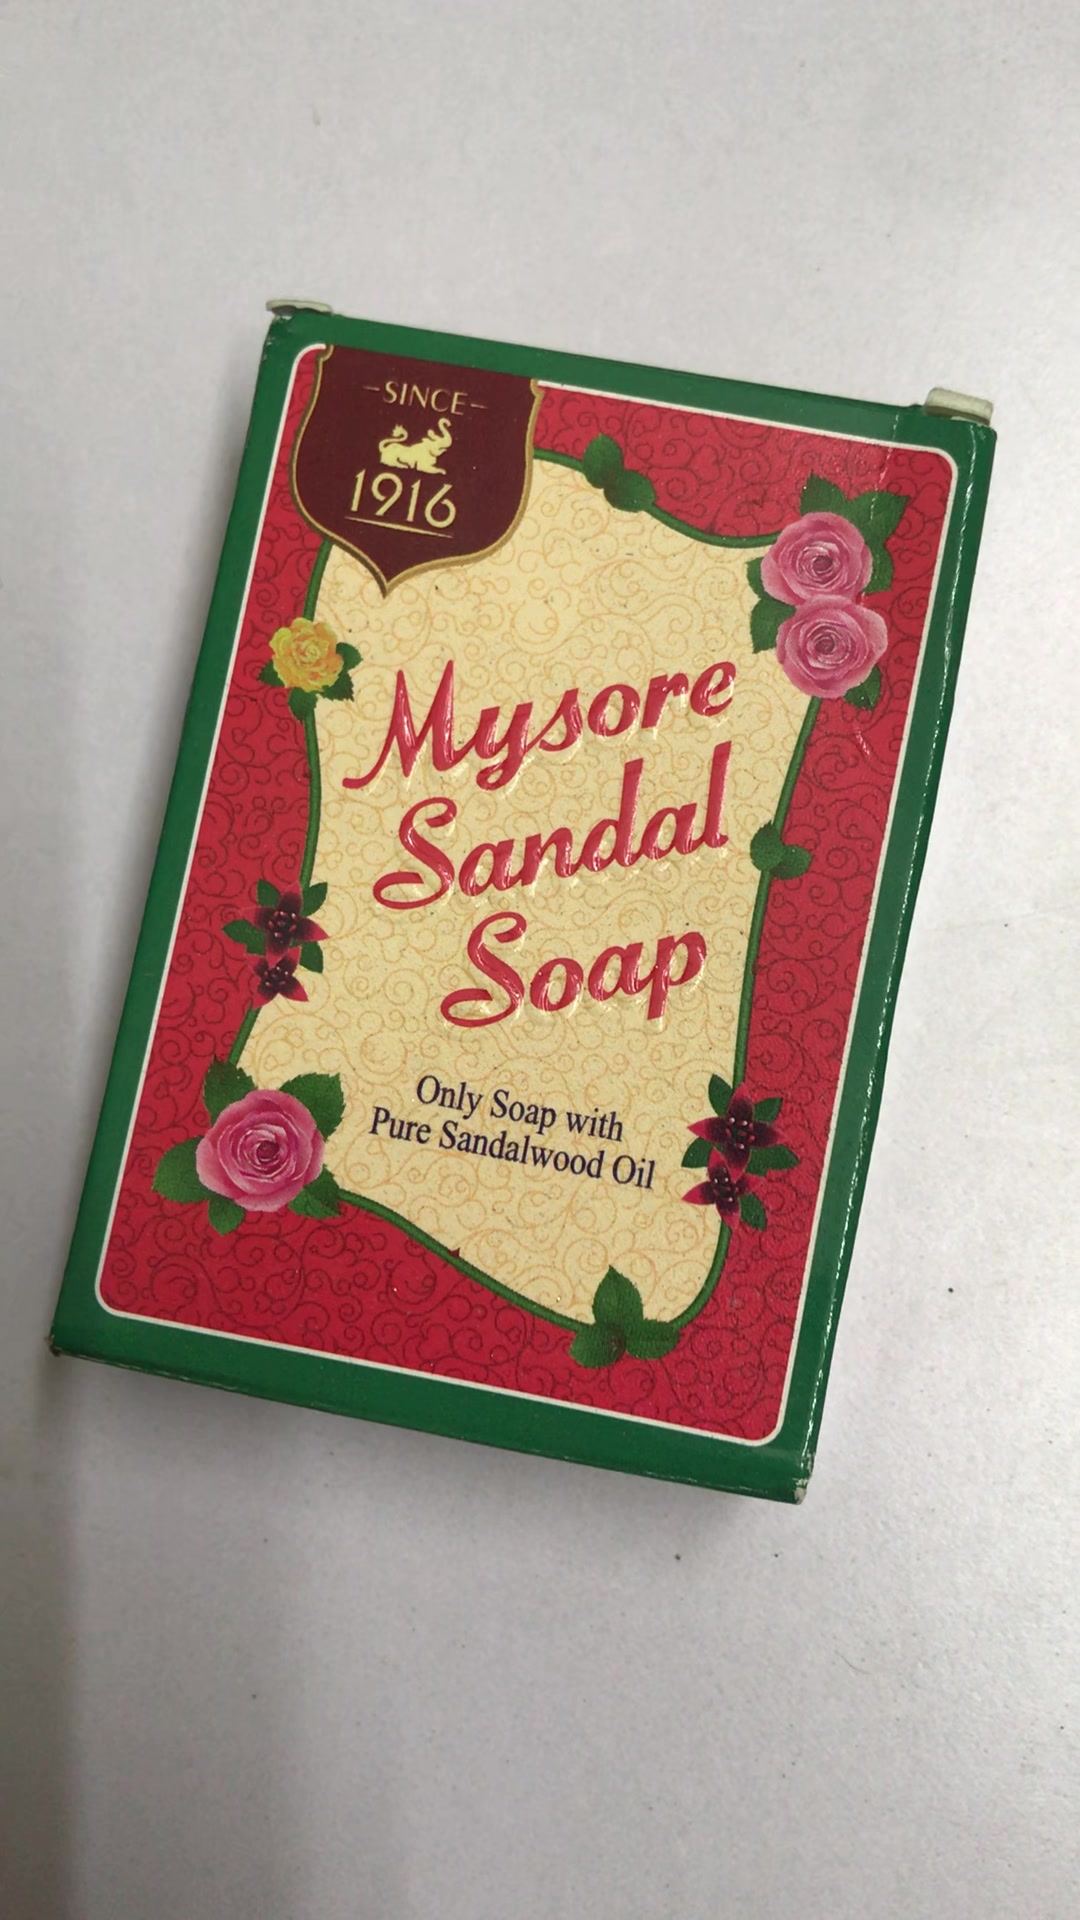 -SINCE-
1916
Mysore
Sandal
Soap
Only Soap with
Pure Sandalwood Oil